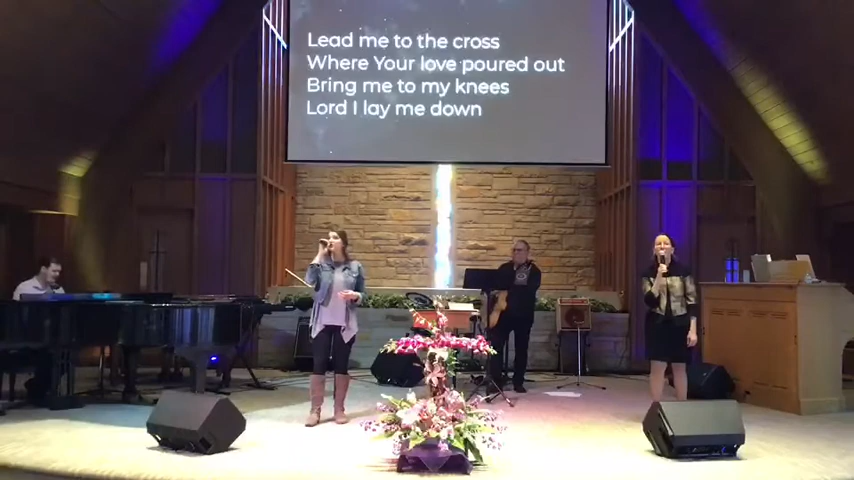 Lead me to the cross
Where Your love poured out
Bring me to my knees
Lord I lay me down